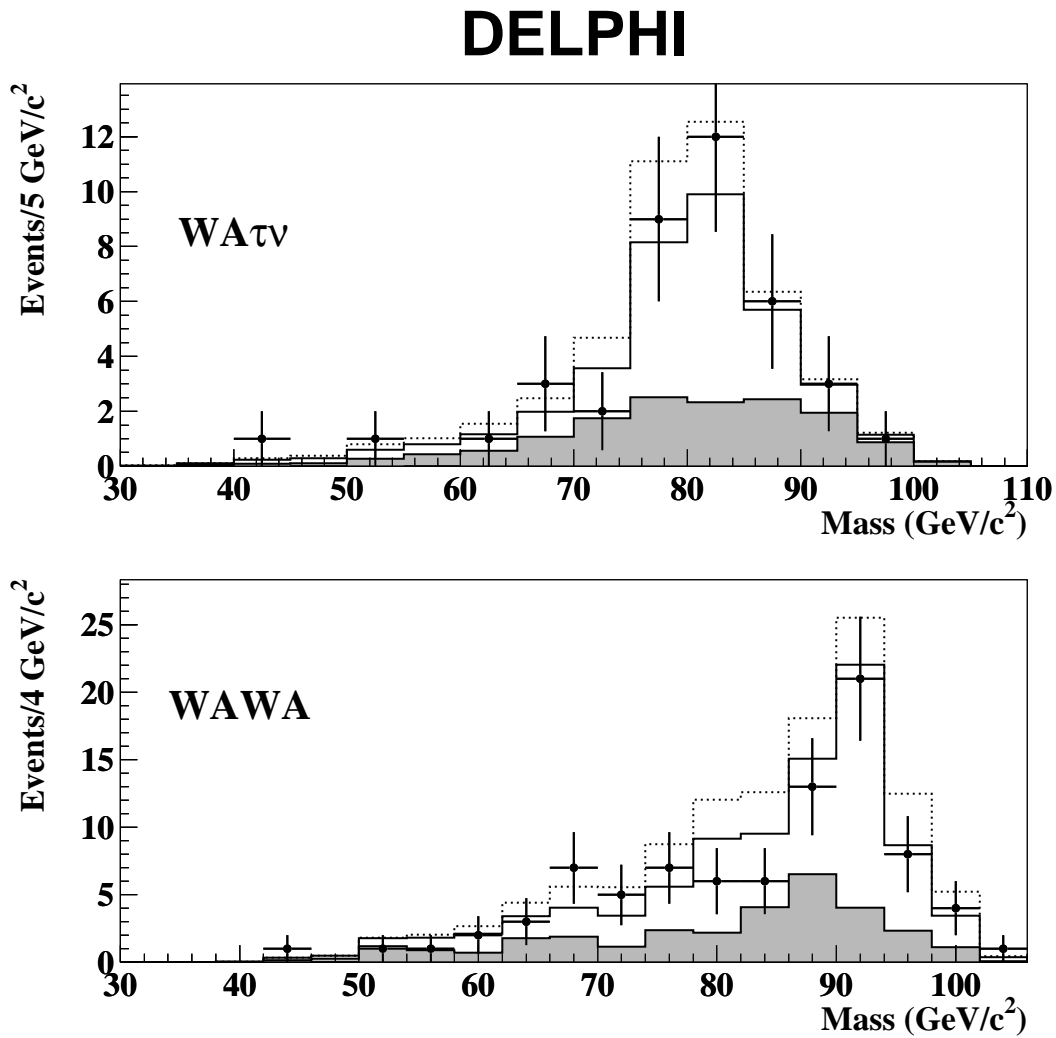 DELPHI
Events/5 GeV/c²
12
10
8
6
4
2
0
WAτν
30 40 50 60 70 80 90 100 110
Mass (GeV/c²)
Events/4 GeV/c²
25
20
15
10
5
0
WAWA
30 40 50 60 70 80 90 100
Mass (GeV/c²)